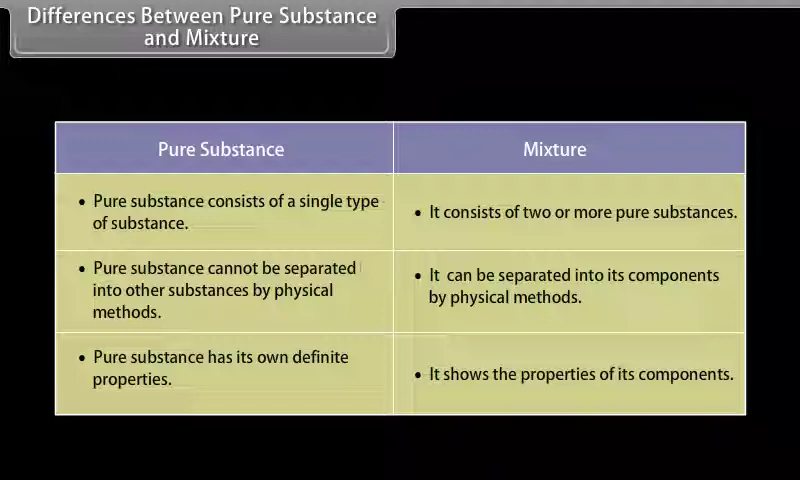 Differences Between Pure Substance
and Mixture
Pure Substance
Mixture
• Pure substance consists of a single type
of substance.
• It consists of two or more pure substances.
• Pure substance cannot be separated
into other substances by physical
methods.
• It can be separated into its components
by physical methods.
• Pure substance has its own definite
properties.
• It shows the properties of its components.